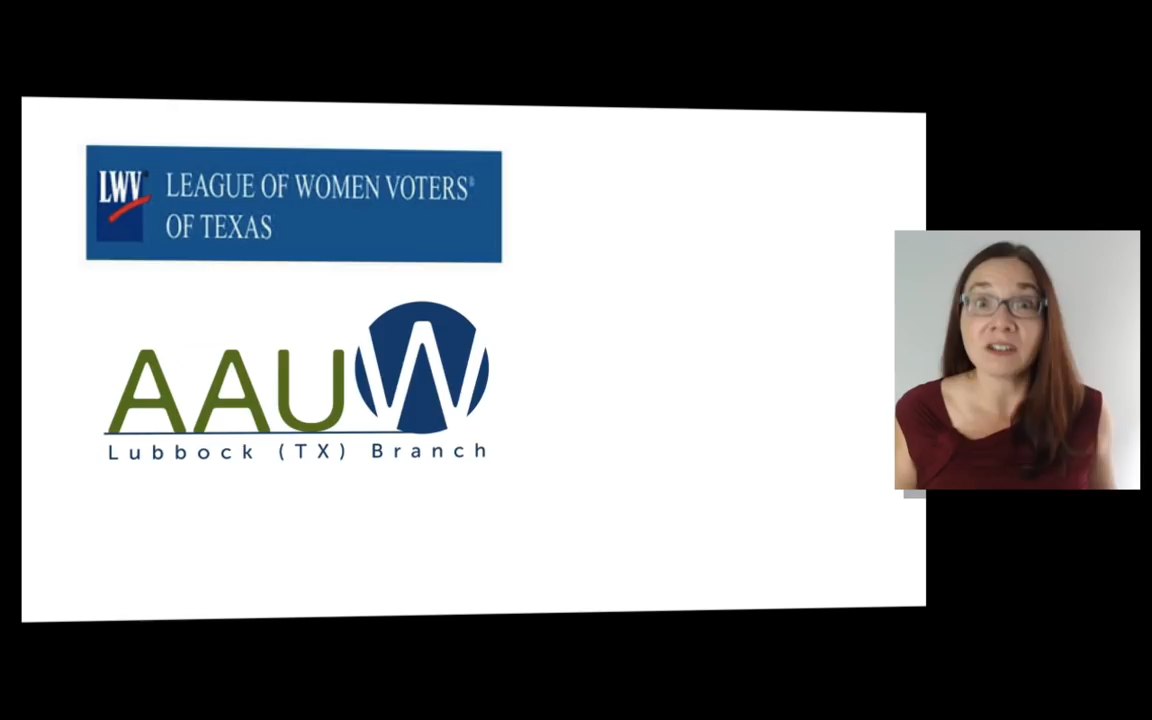 LWV
LEAGUE OF WOMEN VOTERS®
OF TEXAS
AAUW
Lubbock (TX) Branch